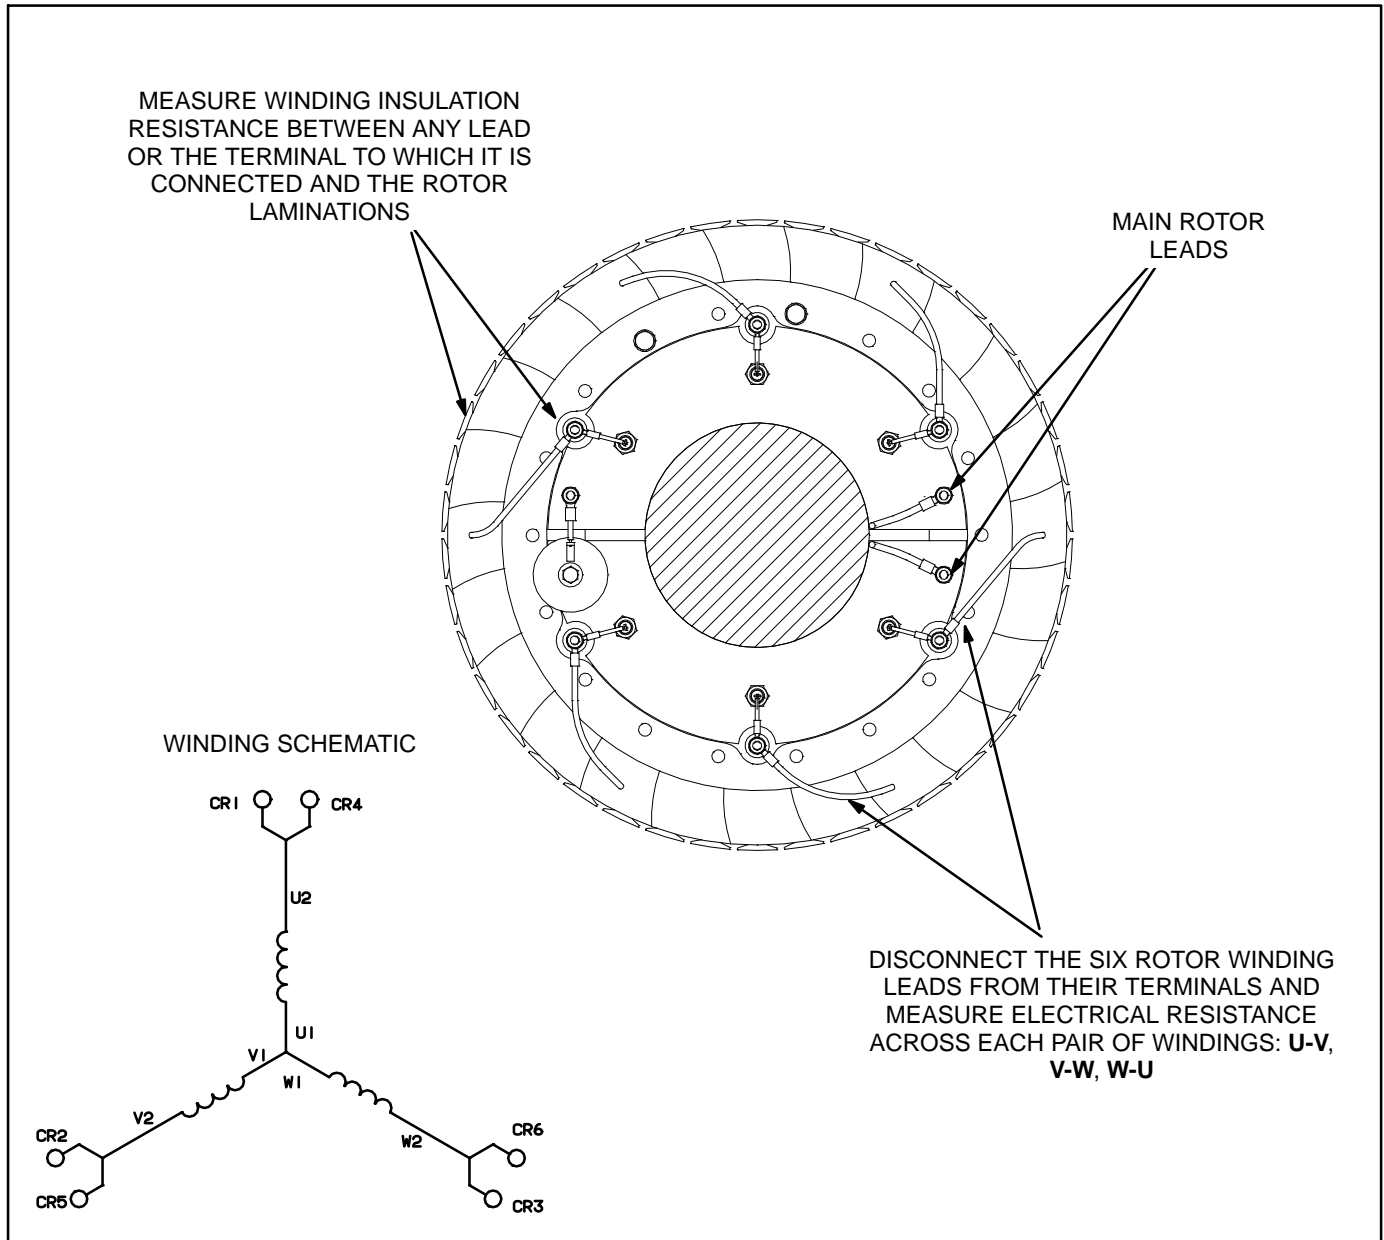 MEASURE WINDING INSULATION
RESISTANCE BETWEEN ANY LEAD
OR THE TERMINAL TO WHICH IT IS
CONNECTED AND THE ROTOR
LAMINATIONS
MAIN ROTOR
LEADS
WINDING SCHEMATIC
CR1
CR4
U2
U1
V1
W1
V2
W2
CR2
CR5
CR6
CR3
DISCONNECT THE SIX ROTOR WINDING
LEADS FROM THEIR TERMINALS AND
MEASURE ELECTRICAL RESISTANCE
ACROSS EACH PAIR OF WINDINGS: U-V,
V-W, W-U